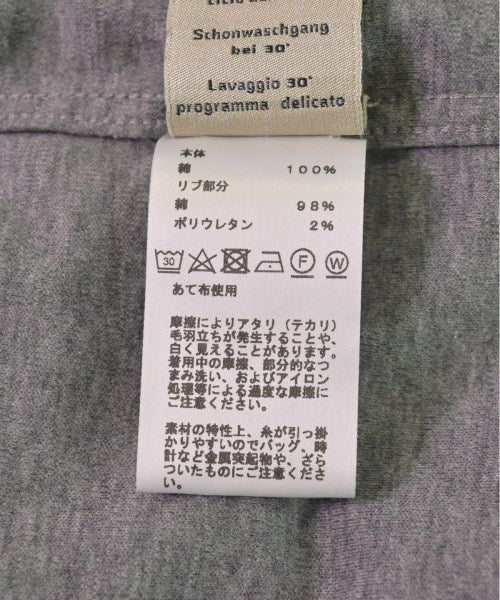 Schonwaschgang
bei 30°
Lavaggio 30°
programma delicato
本体
綿 100%
リブ部分
綿 98%
ポリウレタン 2%
30 F W
あて布使用
摩擦によりアタリ（テカリ）
毛羽立ちが発生することや、
白く見えることがあります。
着用中の摩擦、部分的なつ
まみ洗い、およびアイロン
処理等による過度な摩擦に
ご注意ください。
素材の特性上、糸が引っ掛
かりやすいのでバッグ、時
計など金属突起物や、ざら
ついたものにご注意くださ
い。